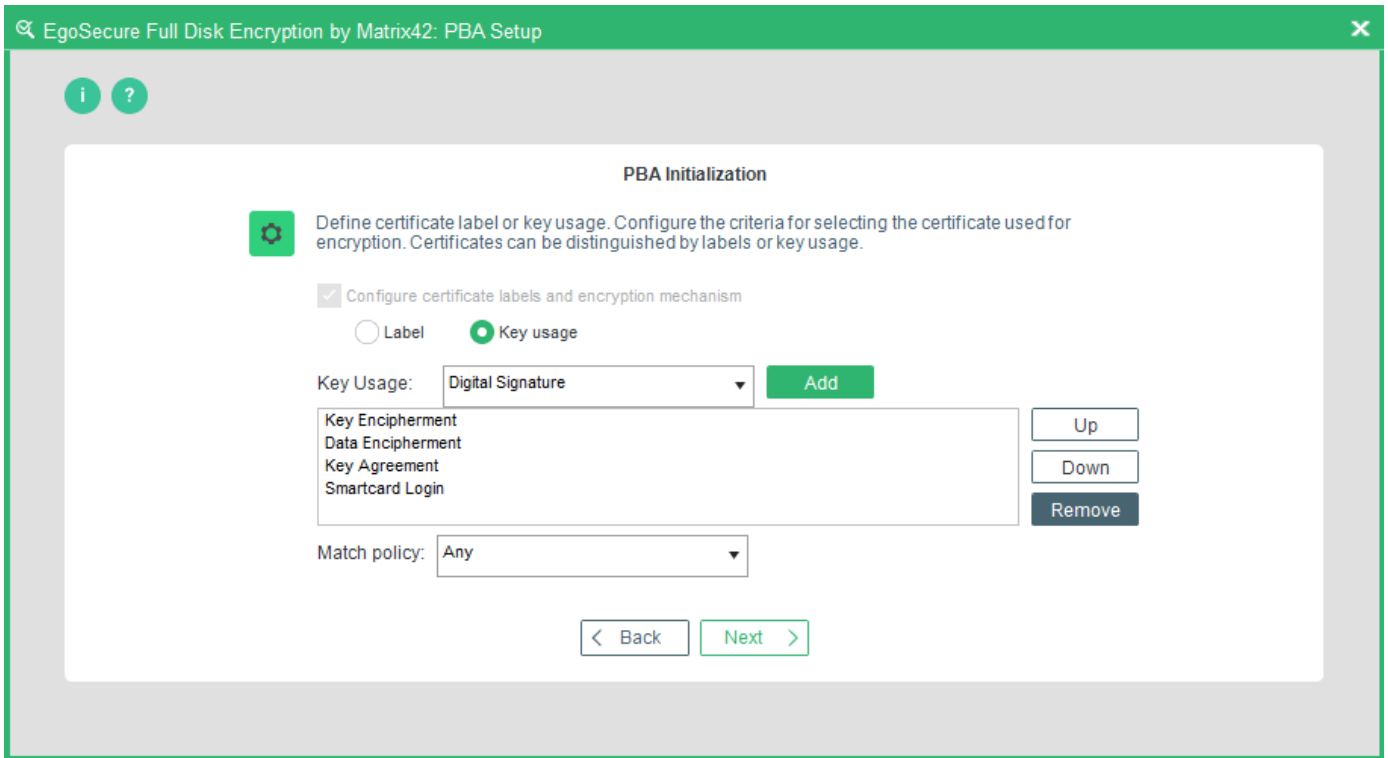 EgoSecure Full Disk Encryption by Matrix42: PBA Setup
i ?
PBA Initialization
Define certificate label or key usage. Configure the criteria for selecting the certificate used for
encryption. Certificates can be distinguished by labels or key usage.
Configure certificate labels and encryption mechanism
Label Key usage
Key Usage: Digital Signature Add
Key Encipherment
Data Encipherment
Key Agreement
Smartcard Login
Up
Down
Remove
Match policy: Any
Back Next